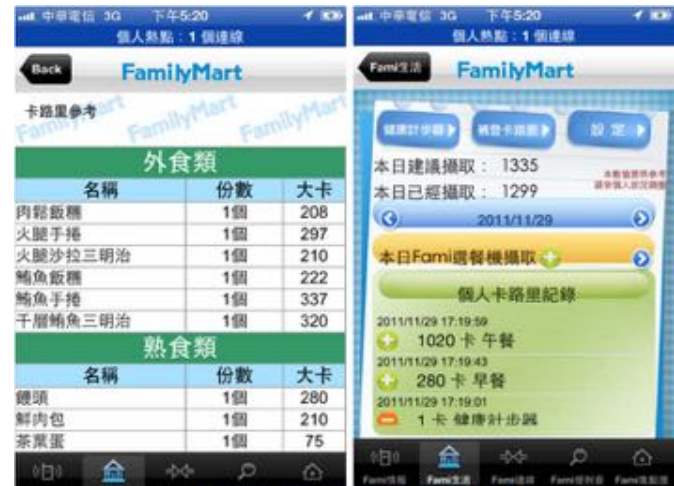 中華電信 3G 下午5:20
個人熱點：1 個連線
Back FamilyMart
卡路里參考
FamilyMart FamilyMart FamilyMart
外食類
名稱 份數 大卡
肉鬆飯糰 1個 208
火腿手捲 1個 297
火腿沙拉三明治 1個 210
鮪魚飯糰 1個 222
鮪魚手捲 1個 337
千層鮪魚三明治 1個 320
熟食類
名稱 份數 大卡
饅頭 1個 280
鮮肉包 1個 210
茶葉蛋 1個 75
中華電信 3G 下午5:20
個人熱點：1 個連線
Fami生活 FamilyMart
健康計步器 設定
本日建議攝取： 1335
本日已經攝取： 1299
2011/11/29
本日Fami選餐機攝取
個人卡路里記錄
2011/11/29 17:19:59
1020 卡 午餐
2011/11/29 17:19:43
280 卡 早餐
2011/11/29 17:19:01
1 卡 健康計步器
Fami生活